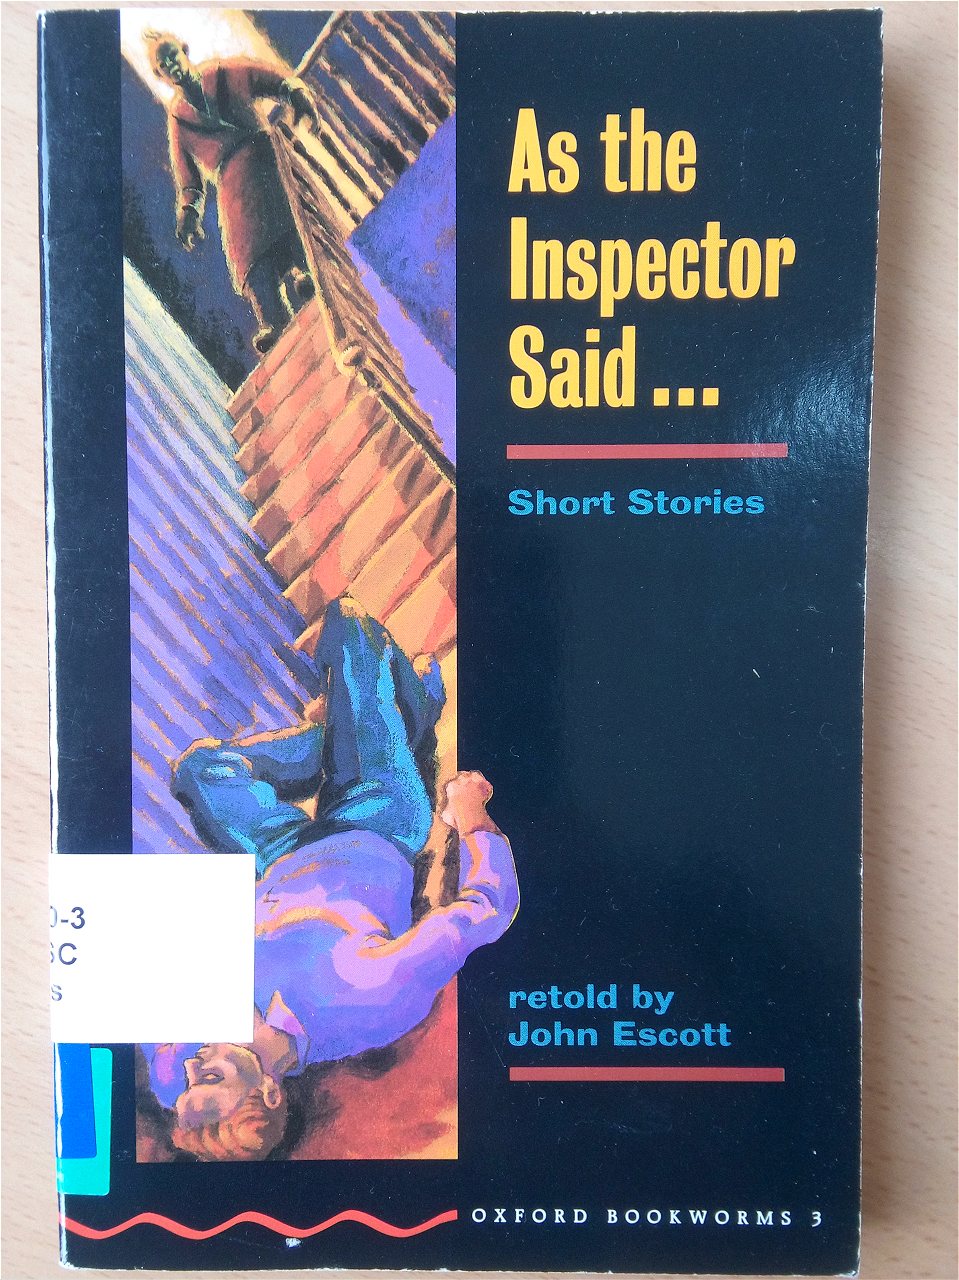 As the
Inspector
Said ...
Short Stories
0-3
SC
s
retold by
John Escott
OXFORD BOOKWORMS 3